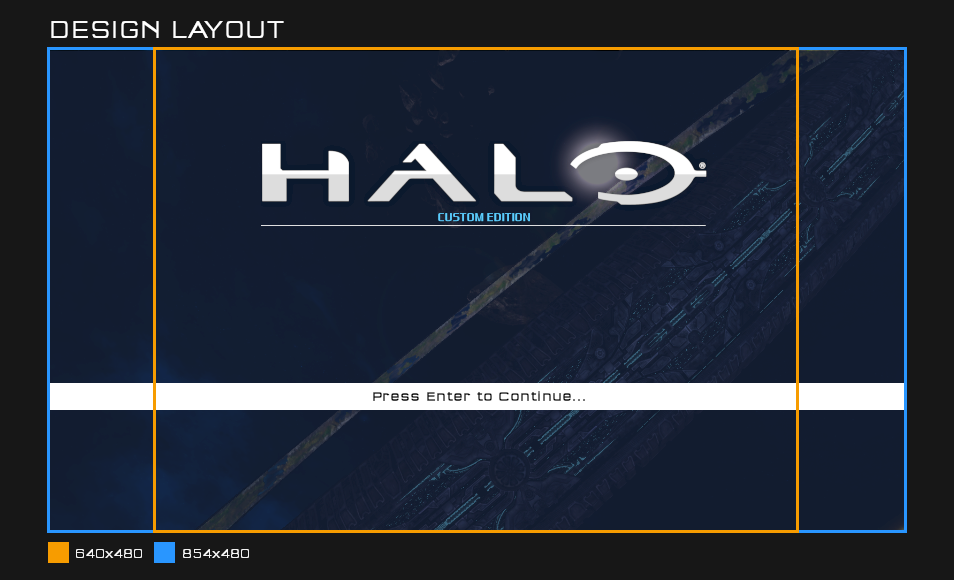 DESIGN LAYOUT
HALO®
CUSTOM EDITION
Press Enter to Continue...
640x480 854x480